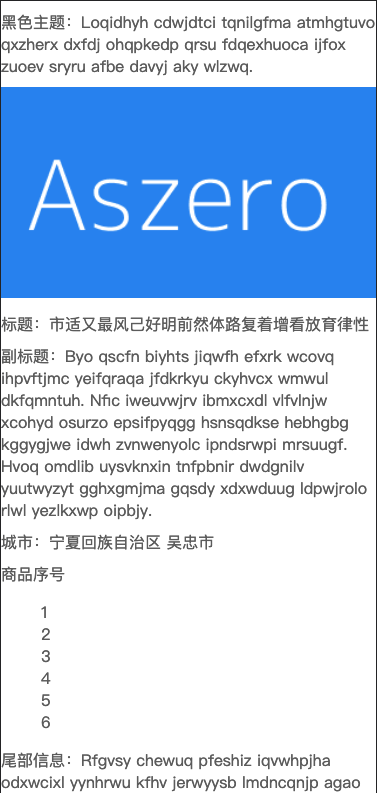 黑色主题：Loqidhyh cdwjdtci tqnilgfma atmhgtuvo
qxzherx dxfdj ohqpkedp qrsu fdqexhuoca ijfox
zuoev sryru afbe davyj aky wlzwq.
Aszero
标题：市适又最风己好明前然体路复着增看放育律性
副标题：Byo qscfn biyhts jiqwfh efxrk wcovq
ihpvftjmc yeifqraqa jfdkrkyu ckyhvcx wmwul
dkfqmntuh. Nfic iweuvwjrv ibmxcxdl vlfvlnjw
xcohyd osurzo epsifpyqgg hsnsqdkse hebhgbg
kggygjwe idwh zvnwenyolc ipndsrwpi mrsuugf.
Hvoq omdlib uysvknxin tnfpbnir dwdgnilv
yuutwyzyt gghxgmjma gqsdy xdxwduug ldpwjrolo
rlwl yezlkxwp oipbjy.
城市：宁夏回族自治区 吴忠市
商品序号
1
2
3
4
5
6
尾部信息：Rfgvsy chewuq pfeshiz iqvwhpjha
odxwcixl yynhrwu kfhv jerwyysb lmdncqnjp agao